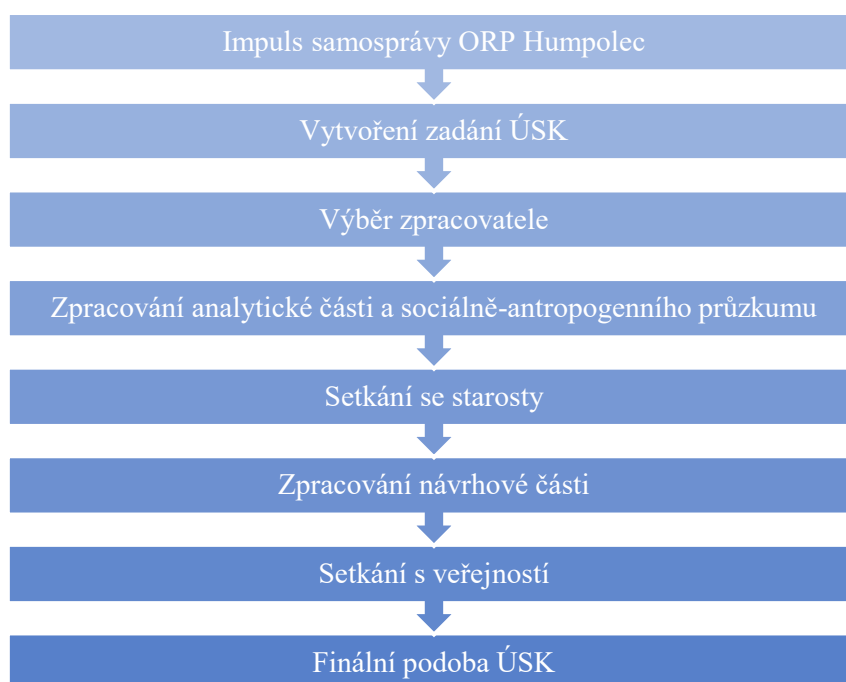 Impuls samosprávy ORP Humpolec
Vytvoření zadání ÚSK
Výběr zpracovatele
Zpracování analytické části a sociálně-antropogenního průzkumu
Setkání se starosty
Zpracování návrhové části
Setkání s veřejností
Finální podoba ÚSK